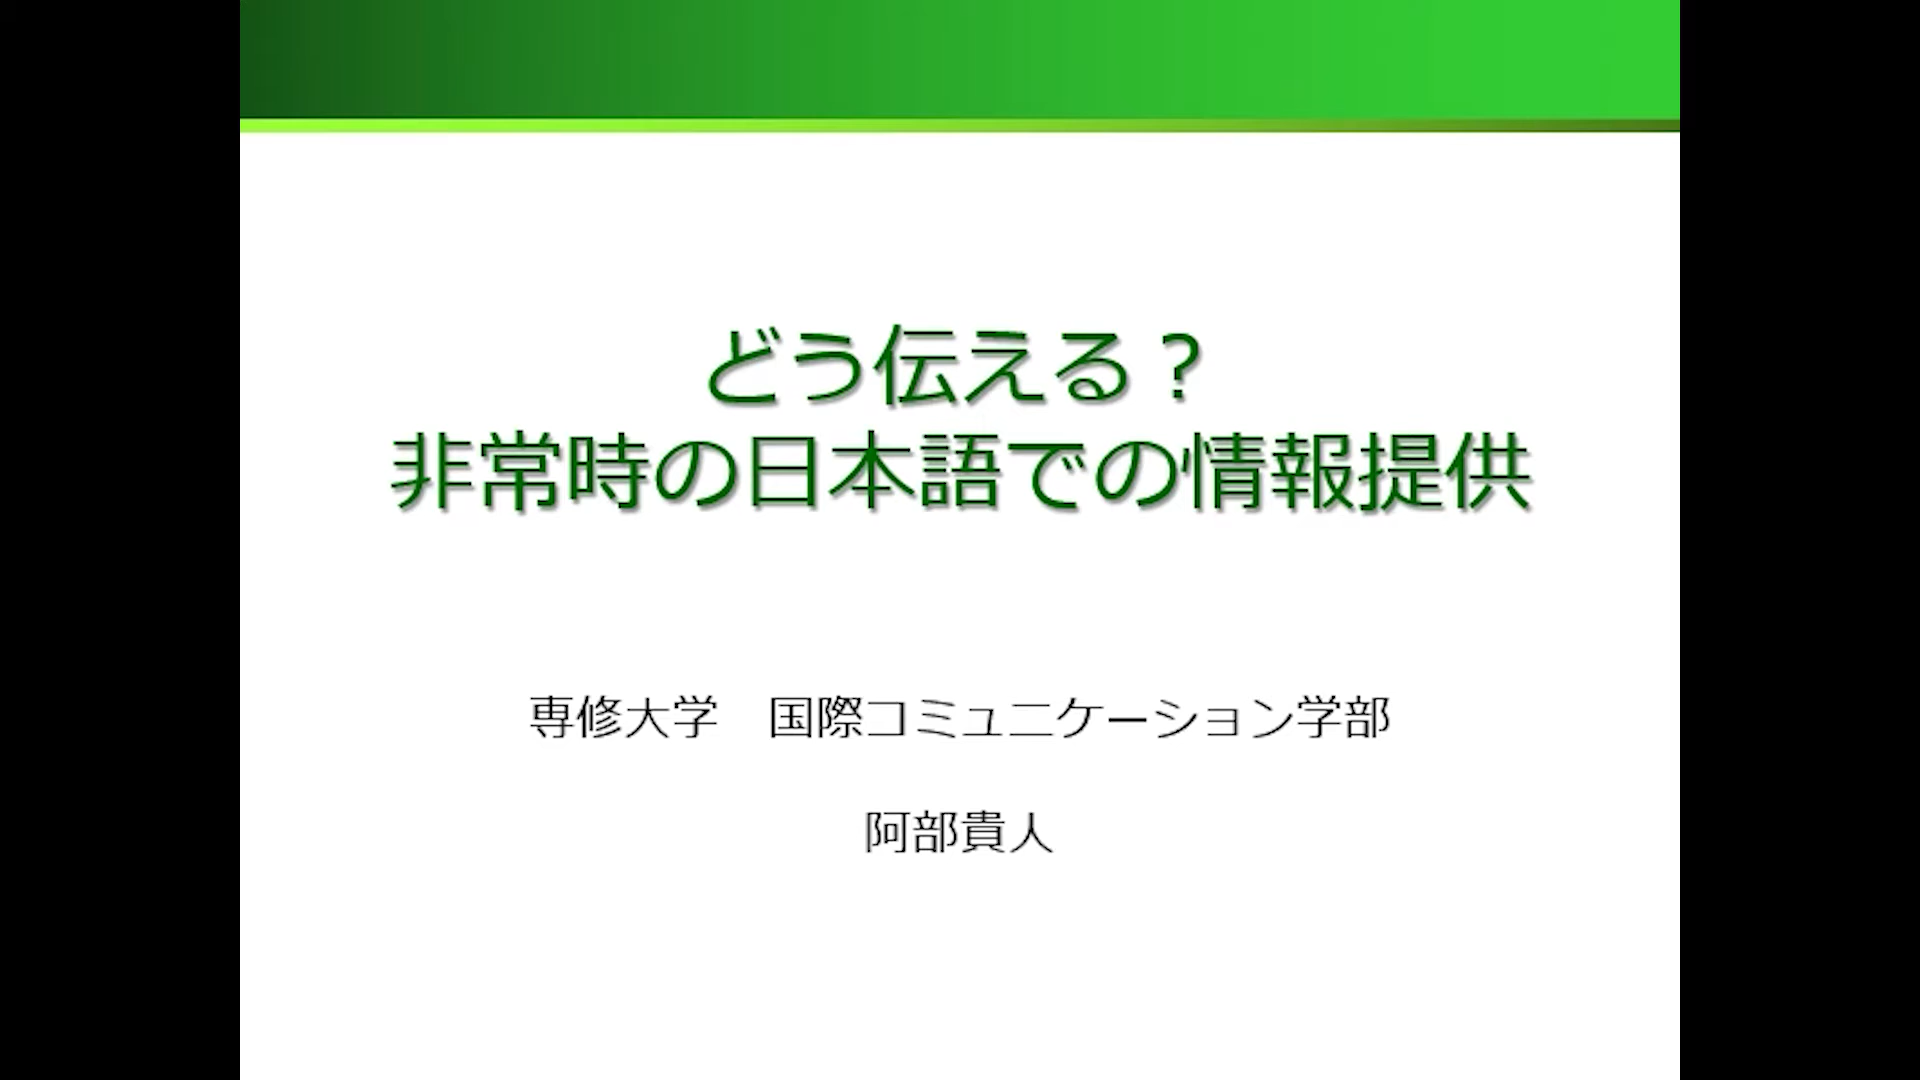 どう伝える？
非常時の日本語での情報提供
専修大学　国際コミュニケーション学部
阿部貴人